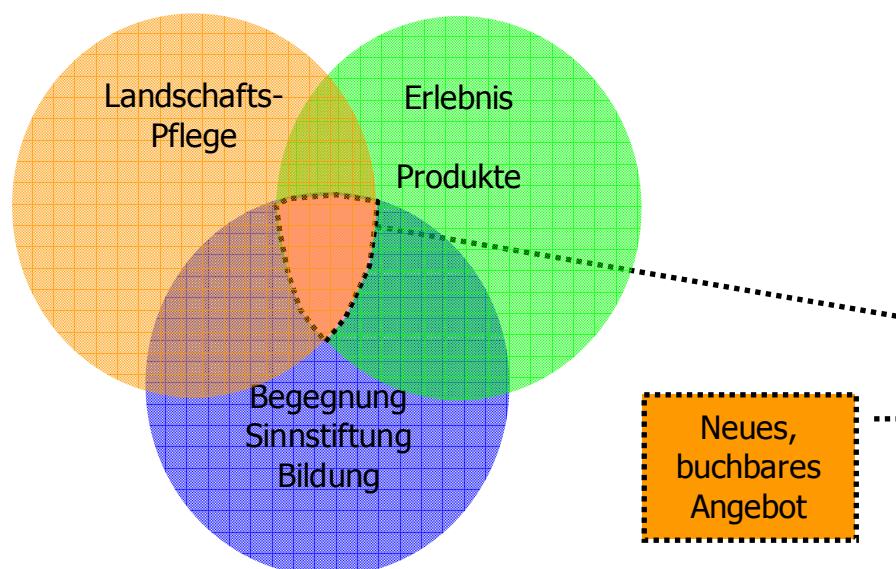 Landschafts-
Pflege
Erlebnis
Produkte
Begegnung
Sinnstiftung
Bildung
Neues,
buchbares
Angebot